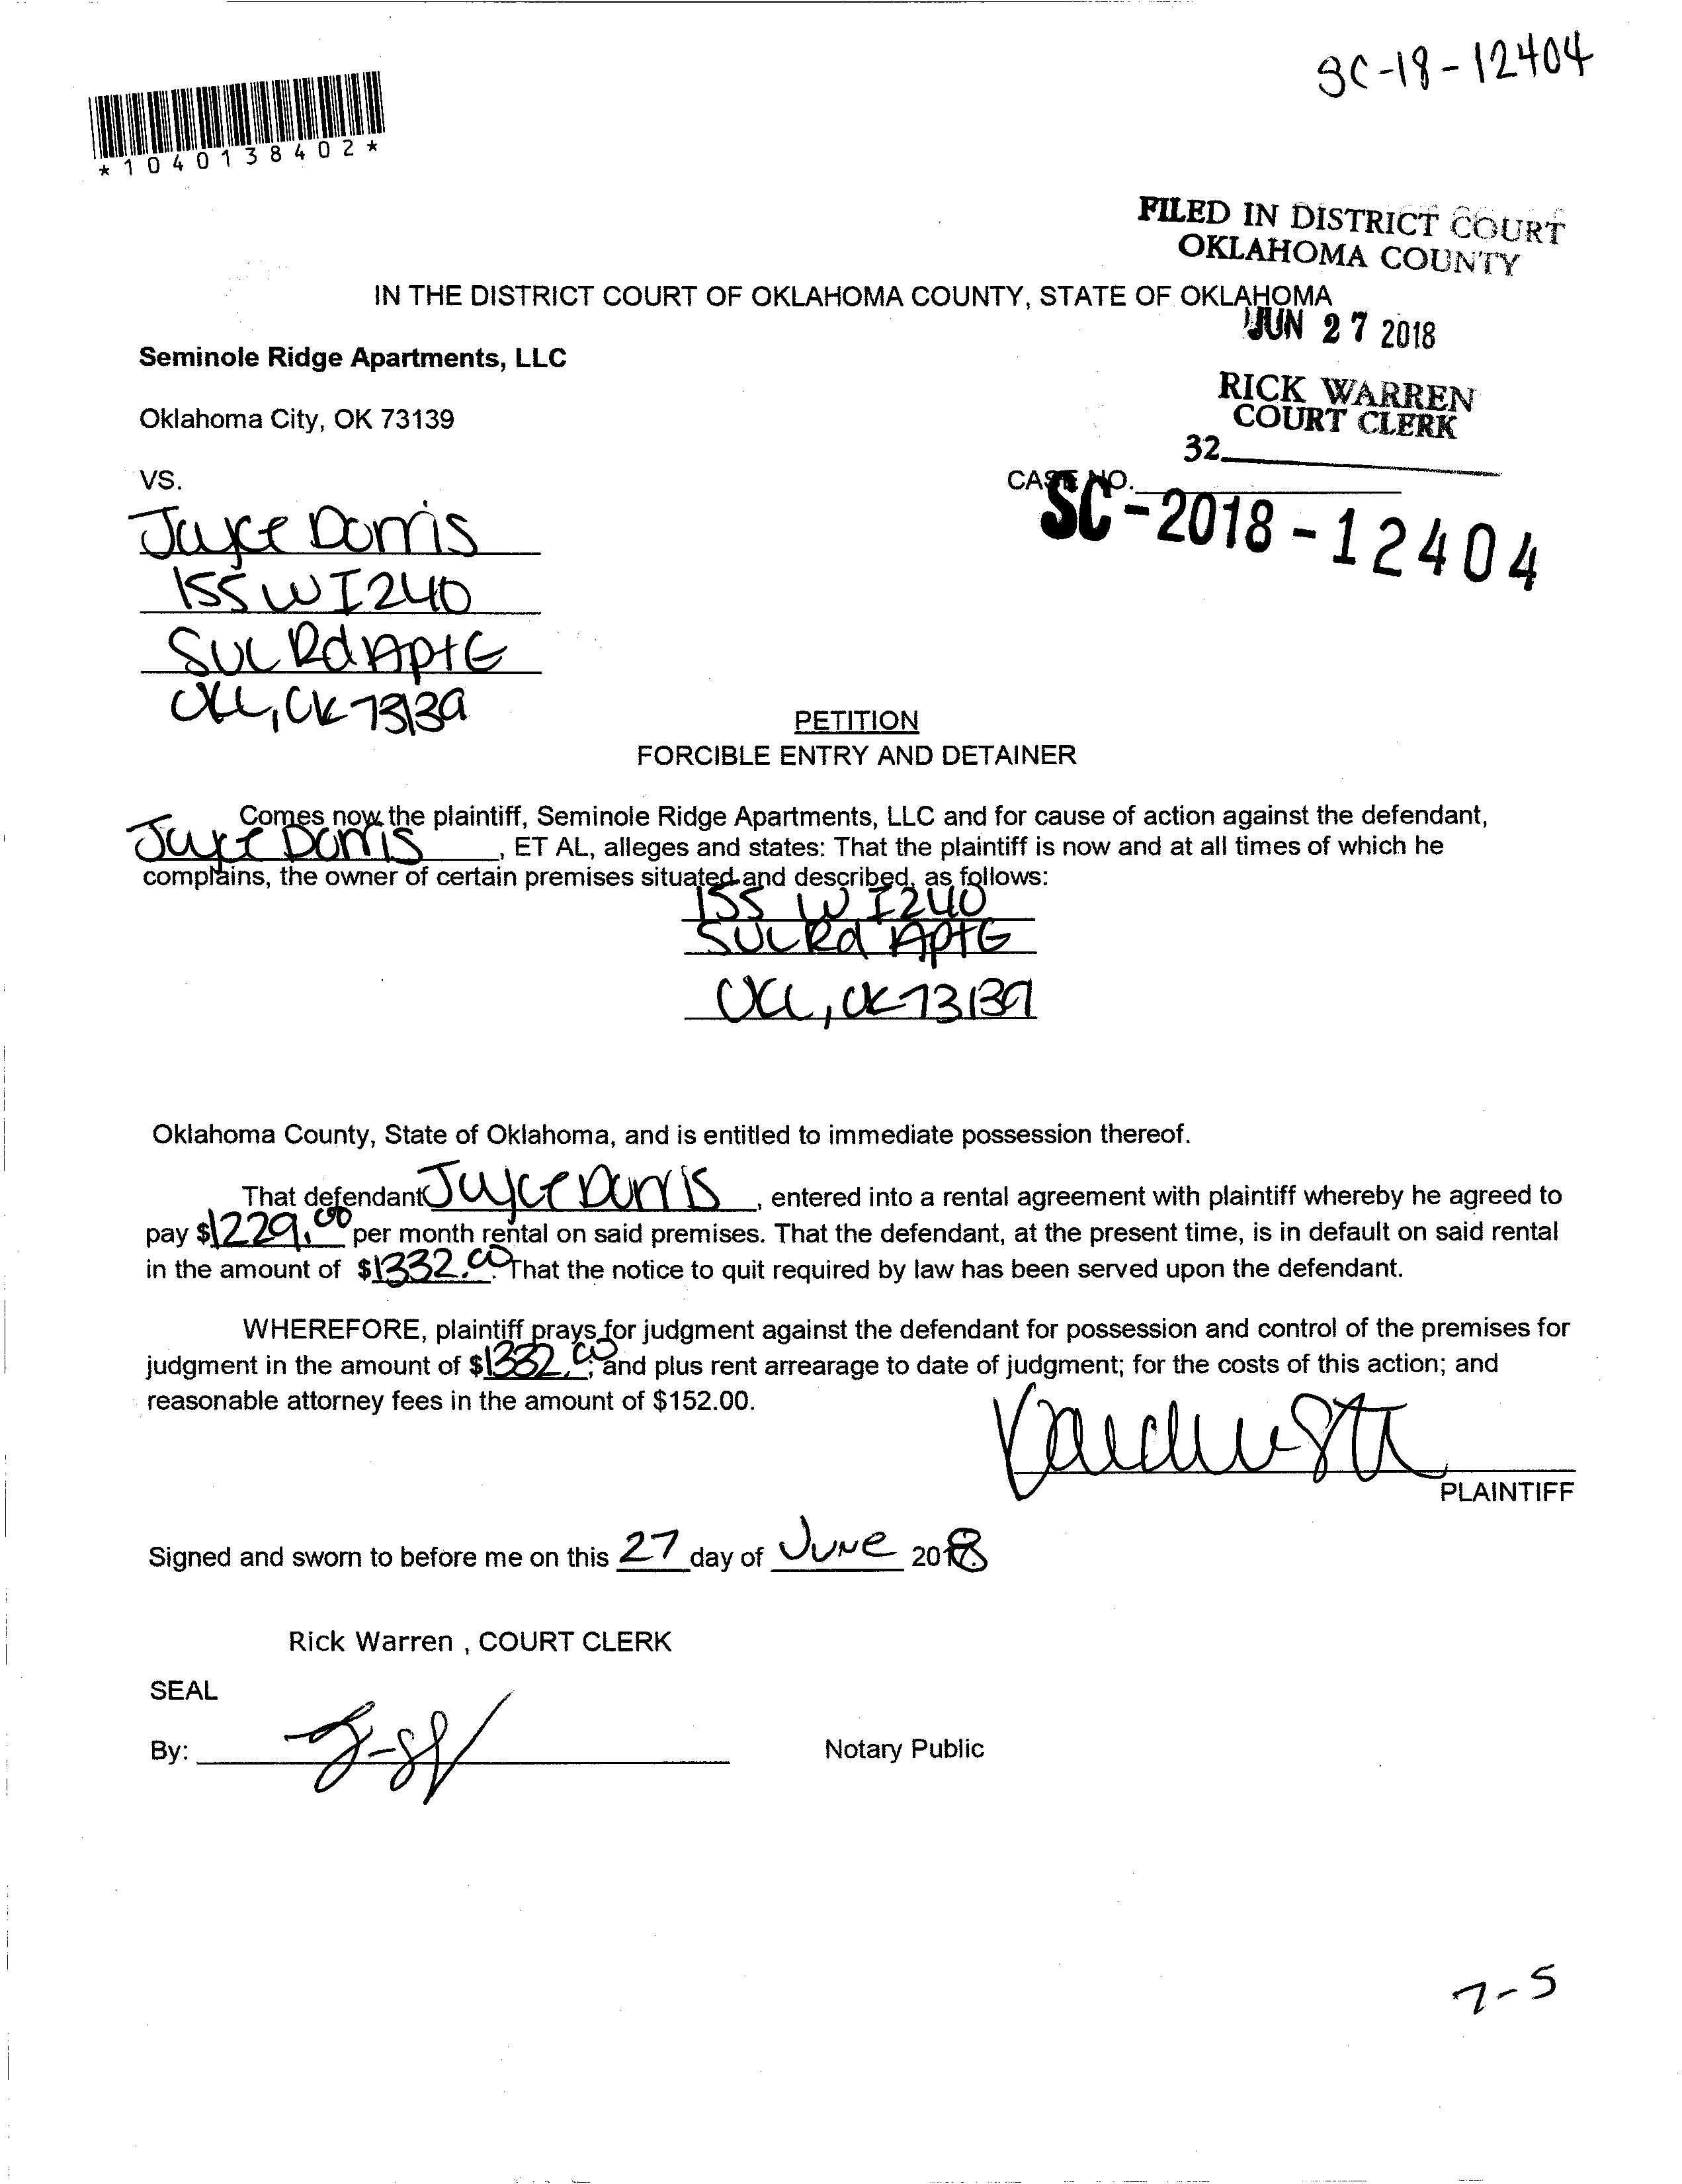 SC-18-12404
*1040138402*
FILED IN DISTRICT COURT
OKLAHOMA COUNTY
IN THE DISTRICT COURT OF OKLAHOMA COUNTY, STATE OF OKLAHOMA
JUN 27 2018
Seminole Ridge Apartments, LLC
RICK WARREN
COURT CLERK
Oklahoma City, OK 73139
32
VS.
CASE NO.
SC-2018-12404
Joyce Dorris
155 W I240
SVC Rd Apt G
OKC, OK 73139
PETITION
FORCIBLE ENTRY AND DETAINER
Comes now the plaintiff, Seminole Ridge Apartments, LLC and for cause of action against the defendant,
Joyce Dorris, ET AL, alleges and states: That the plaintiff is now and at all times of which he
complains, the owner of certain premises situated and described, as follows:
155 W I240
SVC Rd Apt G
OKC, OK 73139
Oklahoma County, State of Oklahoma, and is entitled to immediate possession thereof.
That defendant Joyce Dorris, entered into a rental agreement with plaintiff whereby he agreed to
pay $1229.00 per month rental on said premises. That the defendant, at the present time, is in default on said rental
in the amount of $1332.00. That the notice to quit required by law has been served upon the defendant.
WHEREFORE, plaintiff prays for judgment against the defendant for possession and control of the premises for
judgment in the amount of $1332.00; and plus rent arrearage to date of judgment; for the costs of this action; and
reasonable attorney fees in the amount of $152.00.
PLAINTIFF
Signed and sworn to before me on this 27 day of June 2018
Rick Warren , COURT CLERK
SEAL
By:
Notary Public
7-5